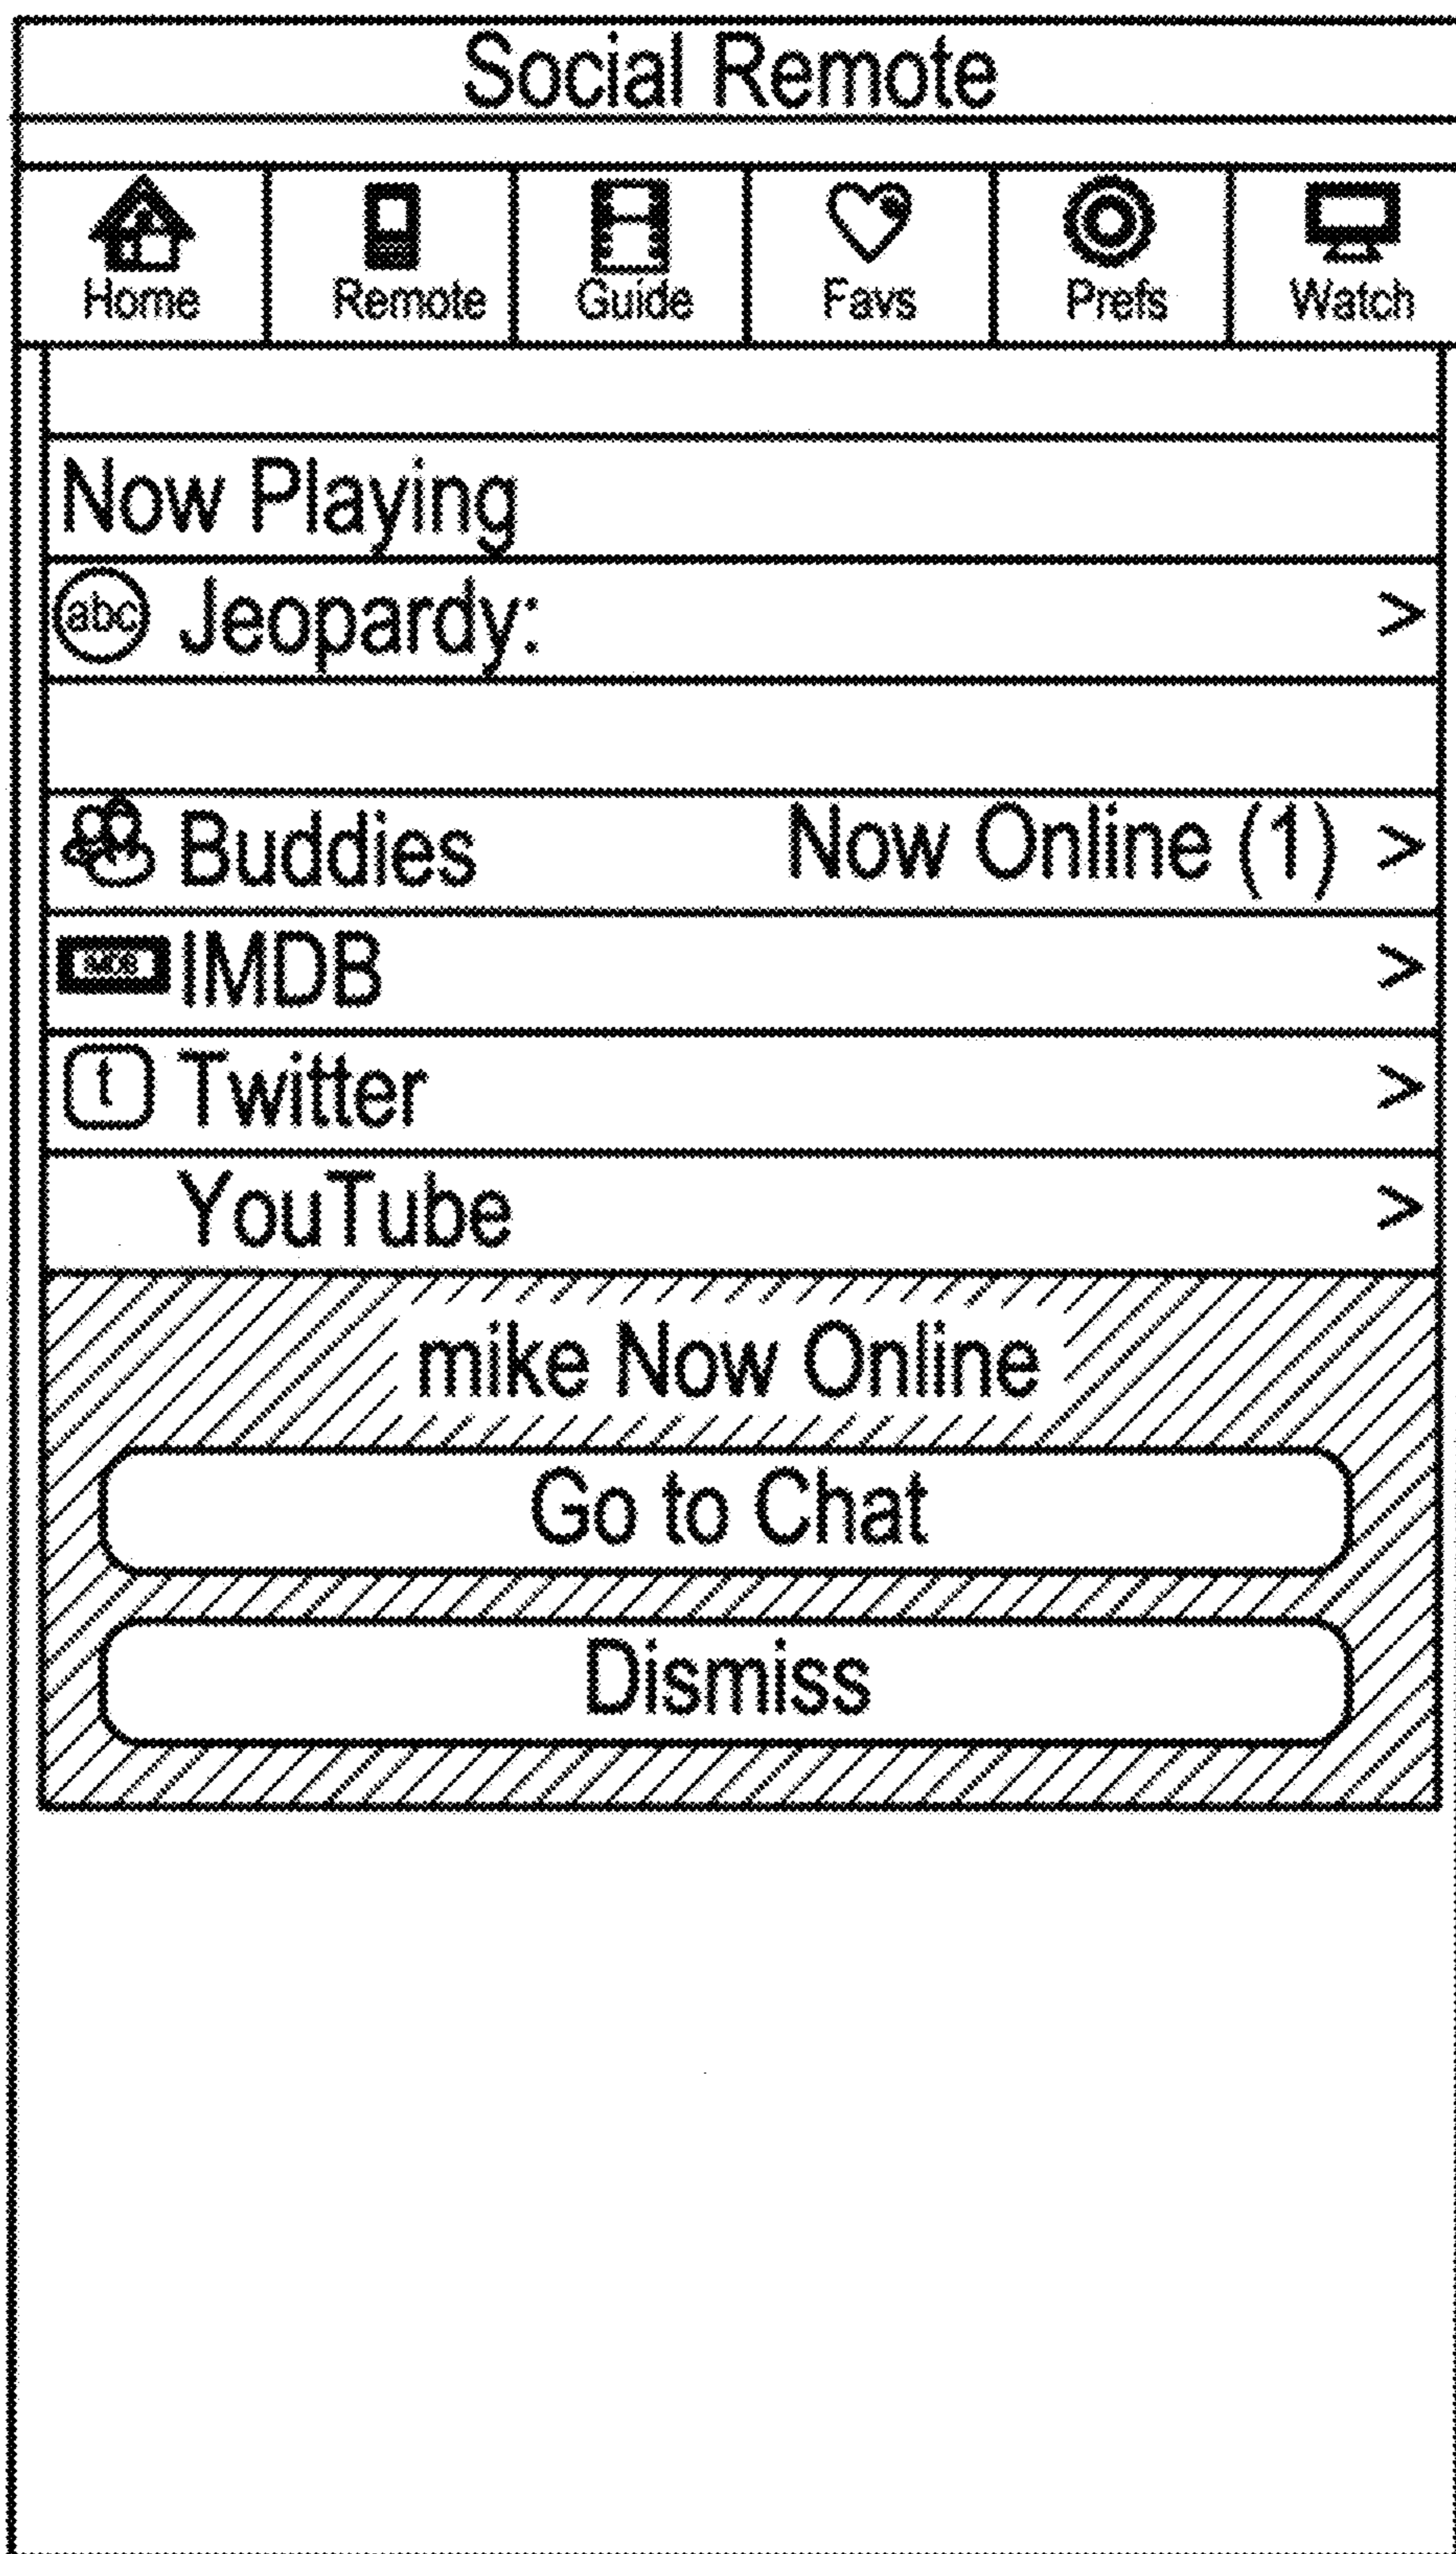 Social Remote
Home Remote Guide Favs Prefs Watch
Now Playing
abc Jeopardy: >
Buddies Now Online (1) >
IMDB >
t Twitter >
YouTube >
mike Now Online
Go to Chat
Dismiss